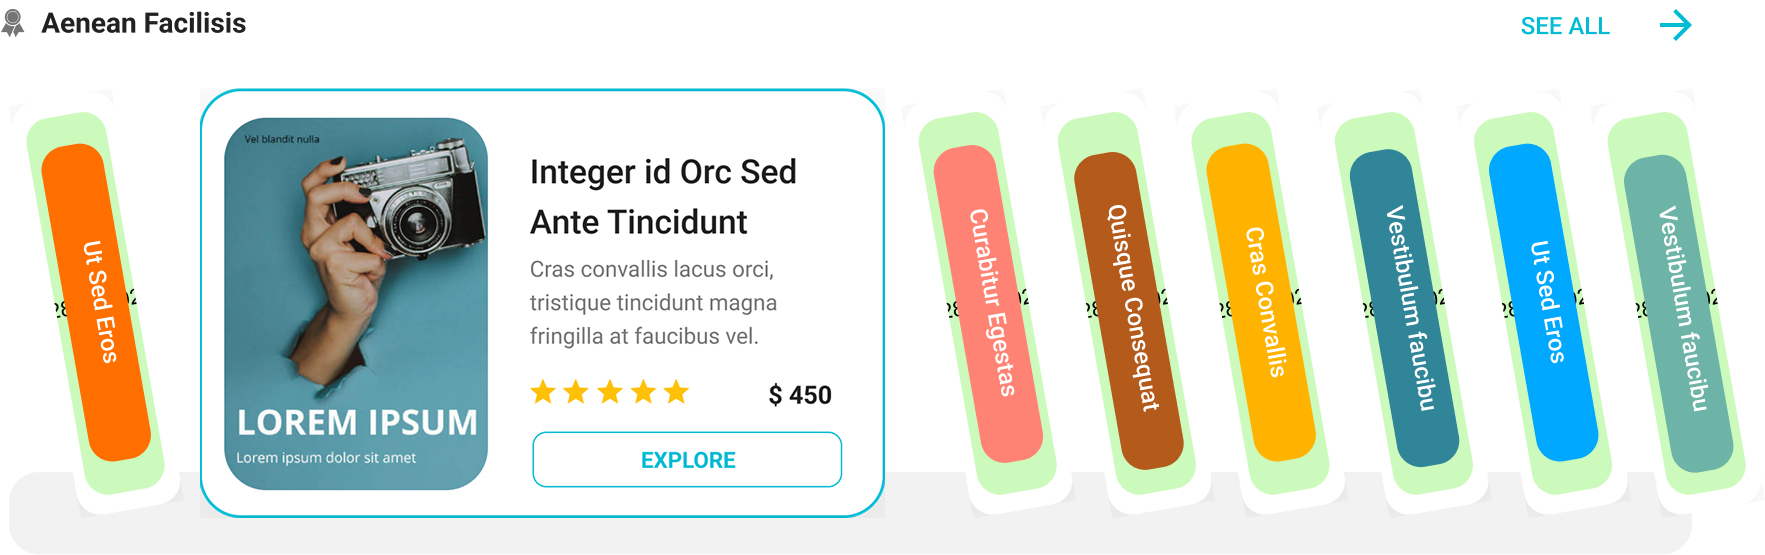 Aenean Facilisis
SEE ALL
Ut Sed Eros
Vel blandit nulla
LOREM IPSUM
Lorem ipsum dolor sit amet
Integer id Orc Sed
Ante Tincidunt
Cras convallis lacus orci,
tristique tincidunt magna
fringilla at faucibus vel.
$ 450
EXPLORE
Curabitur Egestas
Quisque Consequat
Cras Convallis
Vestibulum faucibu
Ut Sed Eros
Vestibulum faucibu